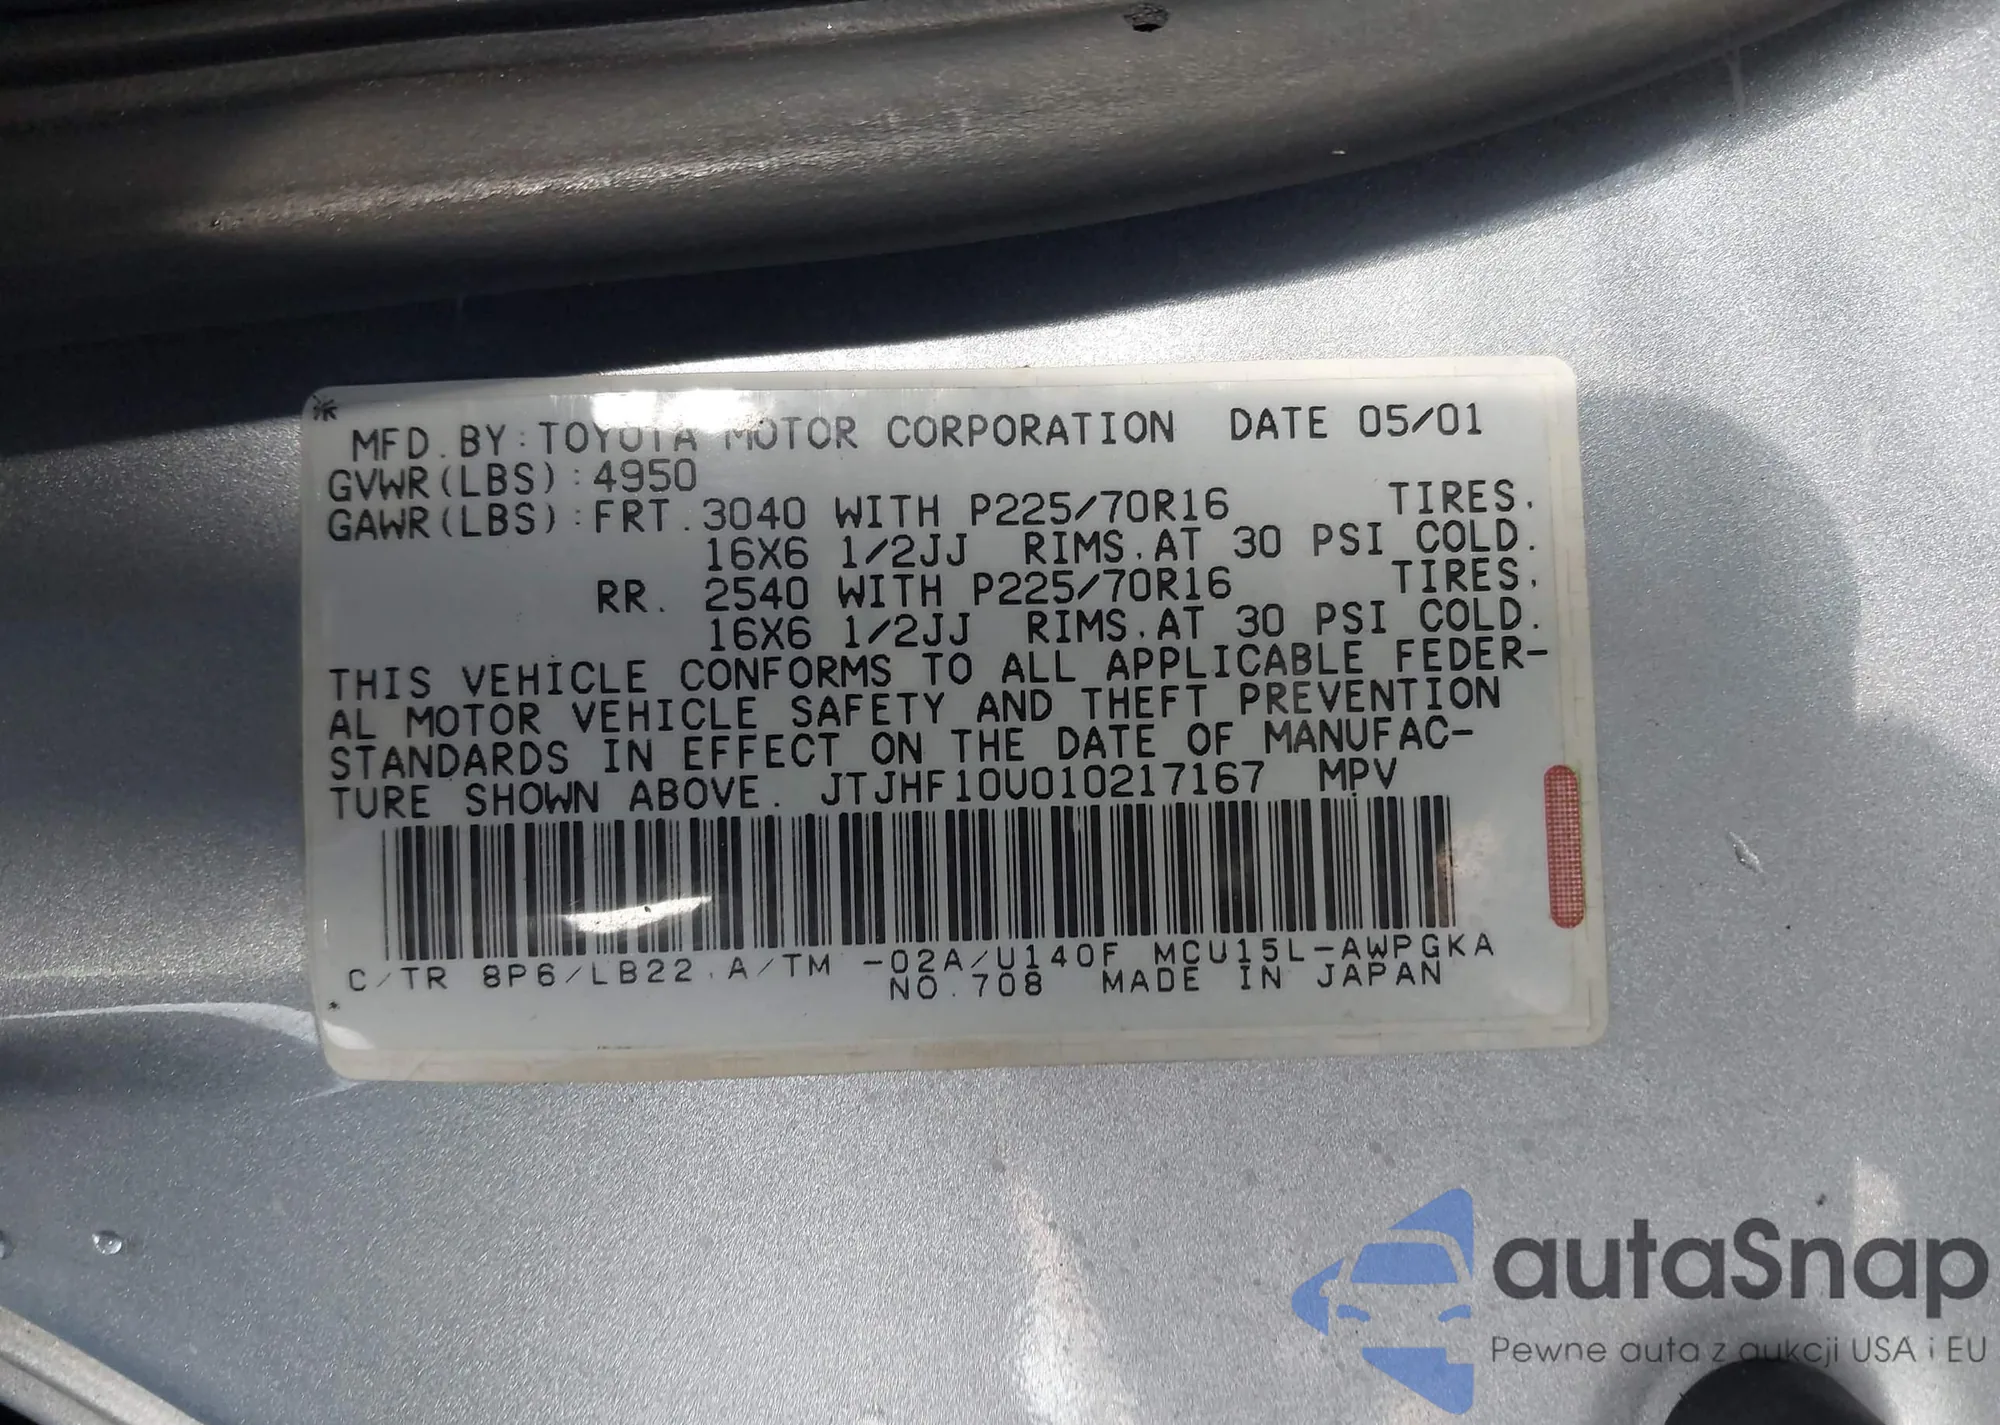 MFD.BY:TOYOTA MOTOR CORPORATION DATE 05/01
GVWR(LBS):4950
GAWR(LBS):FRT.3040 WITH P225/70R16 TIRES.
16X6 1/2JJ RIMS.AT 30 PSI COLD.
RR. 2540 WITH P225/70R16 TIRES.
16X6 1/2JJ RIMS.AT 30 PSI COLD.
THIS VEHICLE CONFORMS TO ALL APPLICABLE FEDER-
AL MOTOR VEHICLE SAFETY AND THEFT PREVENTION
STANDARDS IN EFFECT ON THE DATE OF MANUFAC-
TURE SHOWN ABOVE. JTJHF10U010217167 MPV
C/TR 8P6/LB22.A/TM -02A/U140F MCU15L-AWPGKA
NO.708 MADE IN JAPAN
autaSnap
Pewne auta z aukcji USA i EU